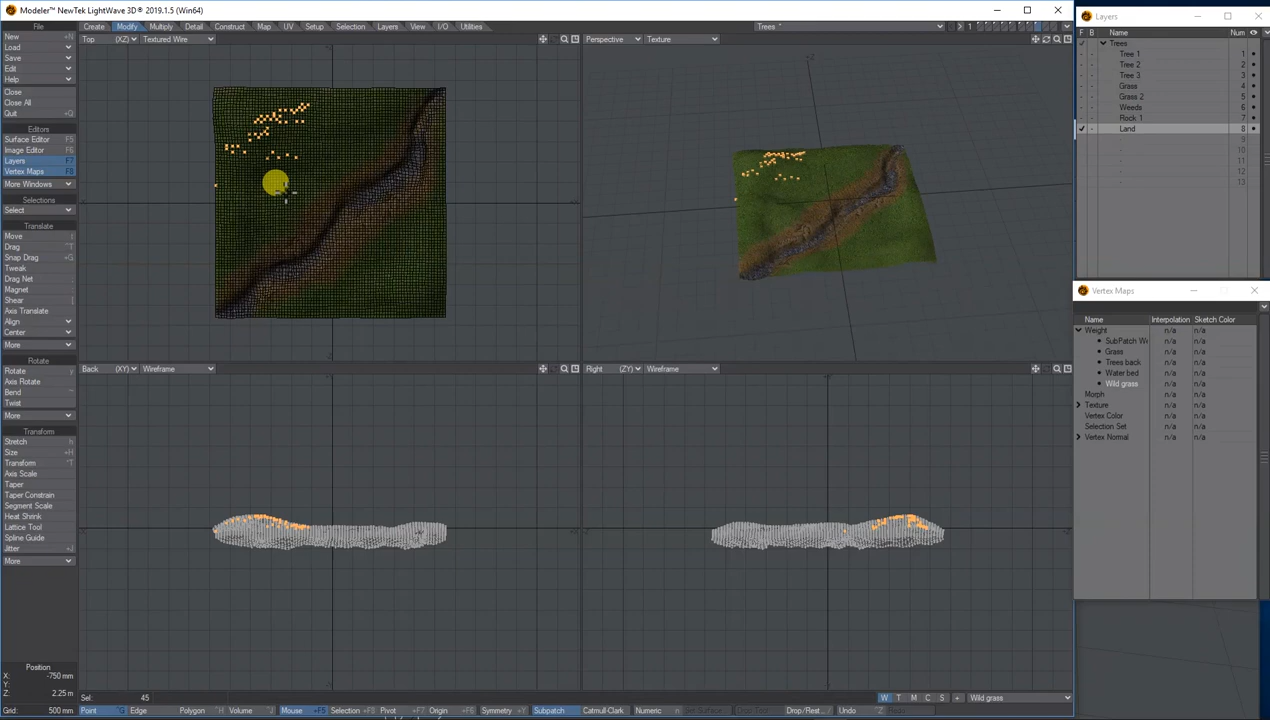 Modeler™ NewTek LightWave 3D® 2019.1.5 (Win64)
File
New +N
Load
Save
Edit
Help
Close
Close All
Quit +Q
Editors
Surface Editor F5
Image Editor F6
Layers F7
Vertex Maps F8
More Windows
Selections
Select
Translate
Move
Drag ^T
Snap Drag +G
Tweak
Drag Net ;
Magnet :
Shear [
Axis Translate
Align
Center
More
Rotate
Rotate y
Axis Rotate
Bend
Twist
More
Transform
Stretch h
Size +H
Transform ^T
Axis Scale
Taper
Taper Constrain
Segment Scale
Heat Shrink
Lattice Tool
Spline Guide
Jitter +J
More
Position
X: -750 mm
Y:
Z: 2.25 m
Grid: 500 mm
Create
Modify
Multiply
Detail
Construct
Map
UV
Setup
Selection
Layers
View
I/O
Utilities
Trees *
1
Top (XZ) Textured Wire
Perspective Texture
Back (XY) Wireframe
Right (ZY) Wireframe
Sel: 45
W T M C S + Wild grass
Point ^G
Edge
Polygon ^H
Volume ^J
Mouse +F5
Selection +F3
Pivot +F7
Origin +F6
Symmetry +Y
Subpatch
Catmull-Clark
Numeric n
Drop/Rest...
Undo ^Z
Layers
F B Name Num
Trees
Tree 1 1
Tree 2 2
Tree 3 3
Grass 4
Grass 2 5
Weeds 6
Rock 1 7
Land 8
9
10
11
12
13
Vertex Maps
Name Interpolation Sketch Color
Weight n/a n/a
SubPatch We n/a n/a
Grass n/a n/a
Trees back n/a n/a
Water bed n/a n/a
Wild grass n/a n/a
Morph n/a n/a
Texture n/a n/a
Vertex Color n/a n/a
Selection Set n/a n/a
Vertex Normal n/a n/a